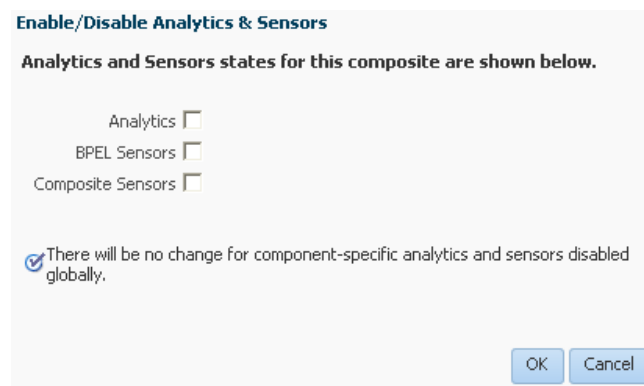 Enable/Disable Analytics & Sensors
Analytics and Sensors states for this composite are shown below.
Analytics
BPEL Sensors
Composite Sensors
There will be no change for component-specific analytics and sensors disabled
globally.
OK Cancel